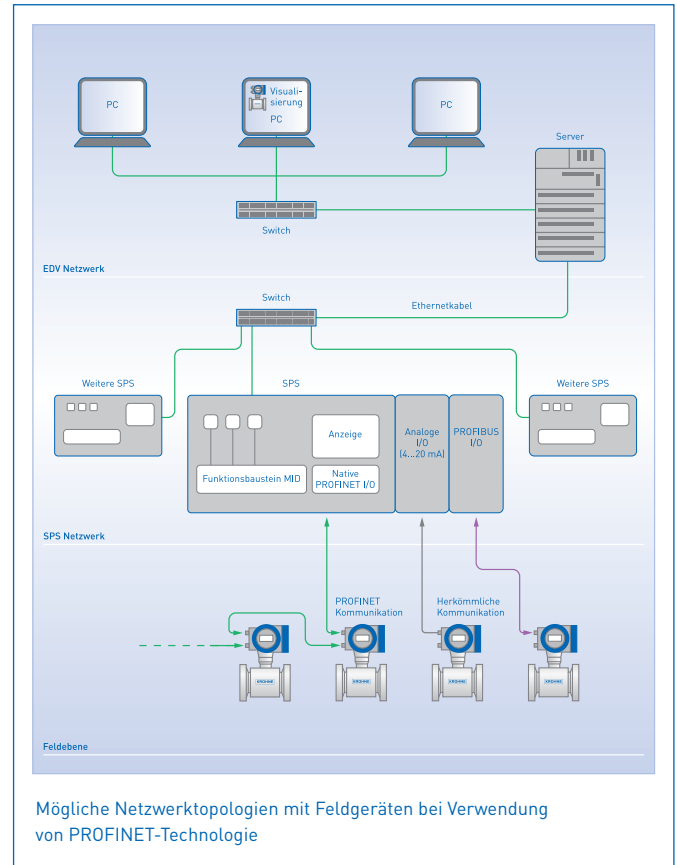 PC
Visuali-
sierung
PC
PC
Server
Switch
EDV Netzwerk
Switch
Ethernetkabel
Weitere SPS
SPS
Weitere SPS
Anzeige
Analoge
I/O
(4...20 mA)
PROFIBUS
I/O
Funktionsbaustein MID
Native
PROFINET I/O
SPS Netzwerk
PROFINET
Kommunikation
Herkömmliche
Kommunikation
KROHNE
KROHNE
KROHNE
KROHNE
Feldebene
Mögliche Netzwerktopologien mit Feldgeräten bei Verwendung
von PROFINET-Technologie